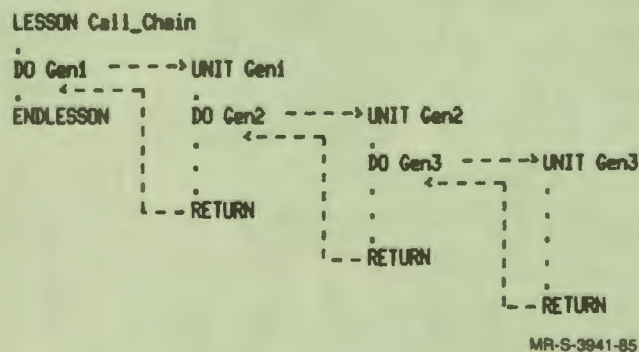 LESSON Call_Chain
.
DO Gen1 - - - - -> UNIT Gen1
<- - - - .
ENDLESSON DO Gen2 - - - - -> UNIT Gen2
. <- - - - .
. DO Gen3 - - - - -> UNIT Gen3
. . <- - - - .
RETURN . . .
. . .
RETURN . .
RETURN
MR-S-3941-85